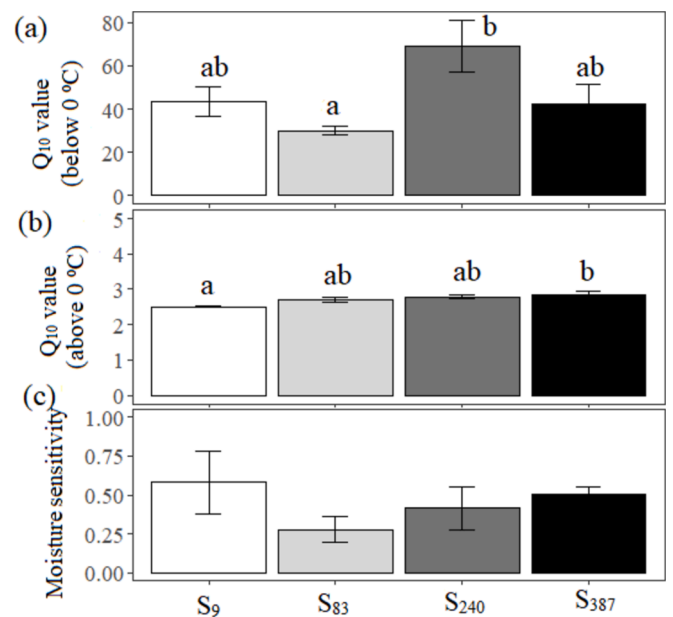 (a)
Q₁₀ value
(below 0 ºC)
80
60
40
20
0
ab
a
b
ab
(b)
Q₁₀ value
(above 0 ºC)
5
4
3
2
1
0
a
ab
ab
b
(c)
Moisture sensitivity
1.00
0.75
0.50
0.25
0.00
S₉ S₈₃ S₂₄₀ S₃₈₇